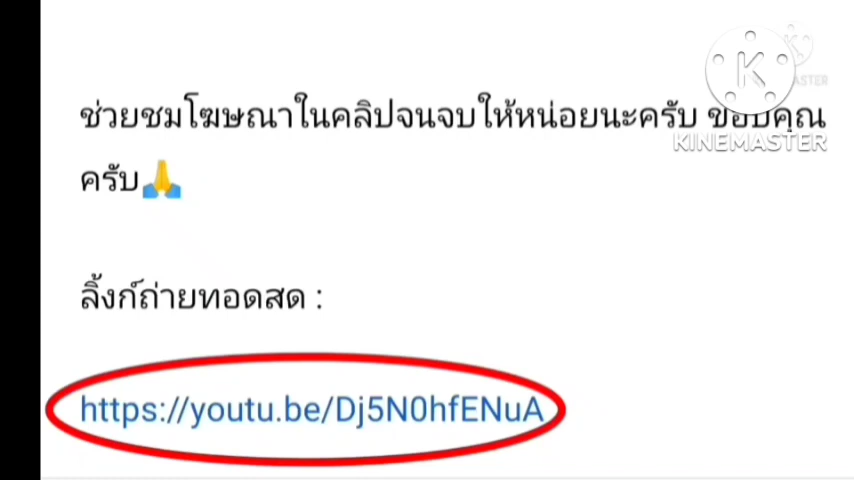 ช่วยชมโฆษณาในคลิปจนจบให้หน่อยนะครับ ขอบคุณ
KINEMASTER
ครับ🙏
ลิ้งก์ถ่ายทอดสด :
https://youtu.be/Dj5N0hfENuA